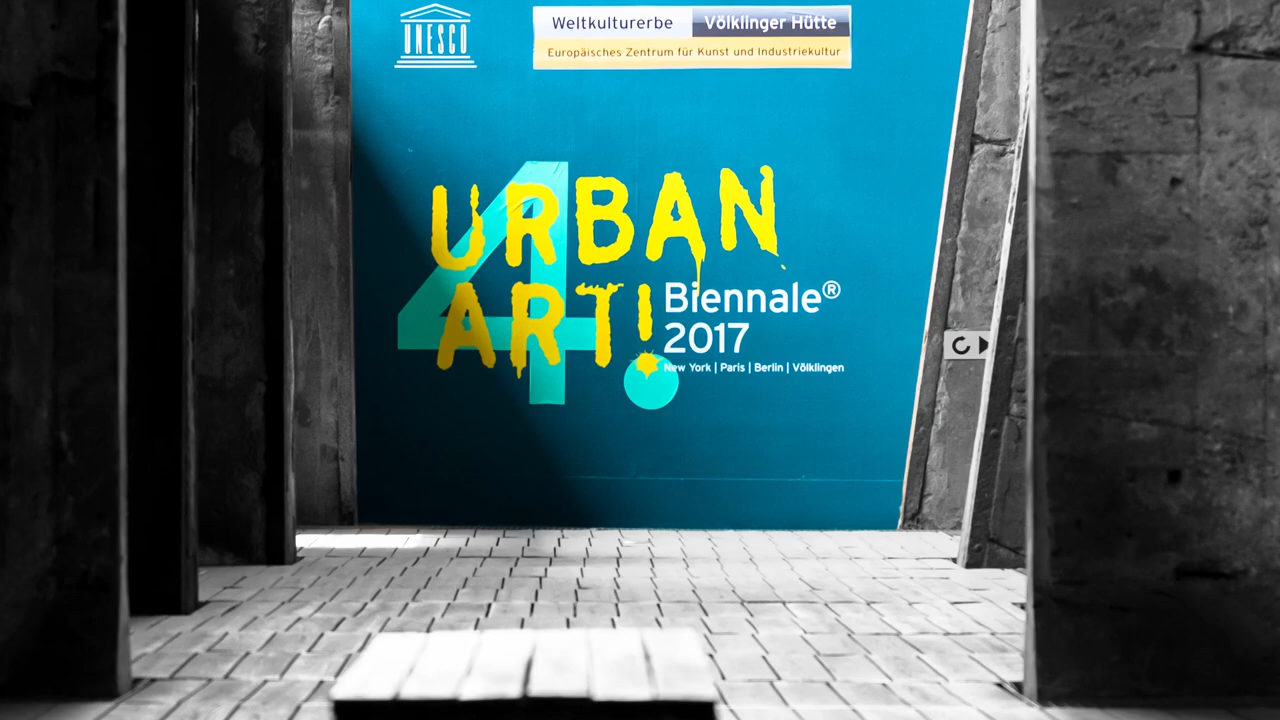 UNESCO
Weltkulturerbe Völklinger Hütte
Europäisches Zentrum für Kunst und Industriekultur
4.
URBAN
ART!
Biennale®
2017
New York | Paris | Berlin | Völklingen